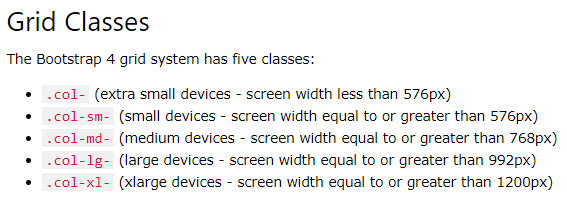 Grid Classes
The Bootstrap 4 grid system has five classes:
.col- (extra small devices - screen width less than 576px)
.col-sm- (small devices - screen width equal to or greater than 576px)
.col-md- (medium devices - screen width equal to or greater than 768px)
.col-lg- (large devices - screen width equal to or greater than 992px)
.col-xl- (xlarge devices - screen width equal to or greater than 1200px)